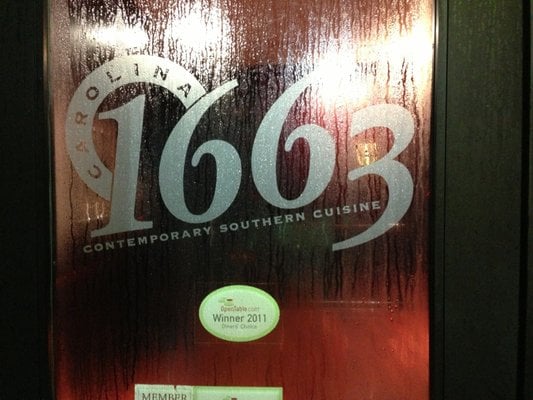 CAROLINA
1663
CONTEMPORARY SOUTHERN CUISINE
OpenTable.com
Winner 2011
Diners' Choice
MEMBER